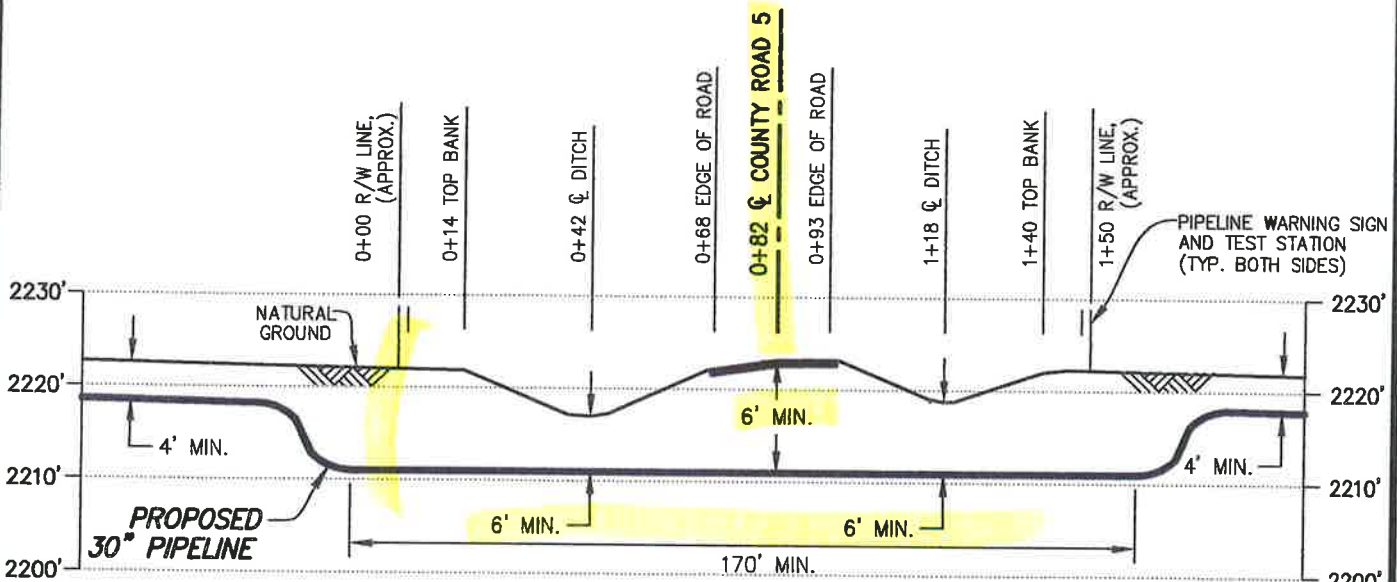 0+00 R/W LINE,
(APPROX.)
0+14 TOP BANK
0+42 ℄ DITCH
0+68 EDGE OF ROAD
0+82 ℄ COUNTY ROAD 5
0+93 EDGE OF ROAD
1+18 ℄ DITCH
1+40 TOP BANK
1+50 R/W LINE,
(APPROX.)
PIPELINE WARNING SIGN
AND TEST STATION
(TYP. BOTH SIDES)
2230'
2230'
NATURAL
GROUND
2220'
2220'
4' MIN.
6' MIN.
4' MIN.
2210'
2210'
PROPOSED
30" PIPELINE
6' MIN.
6' MIN.
170' MIN.
2200'
2200'